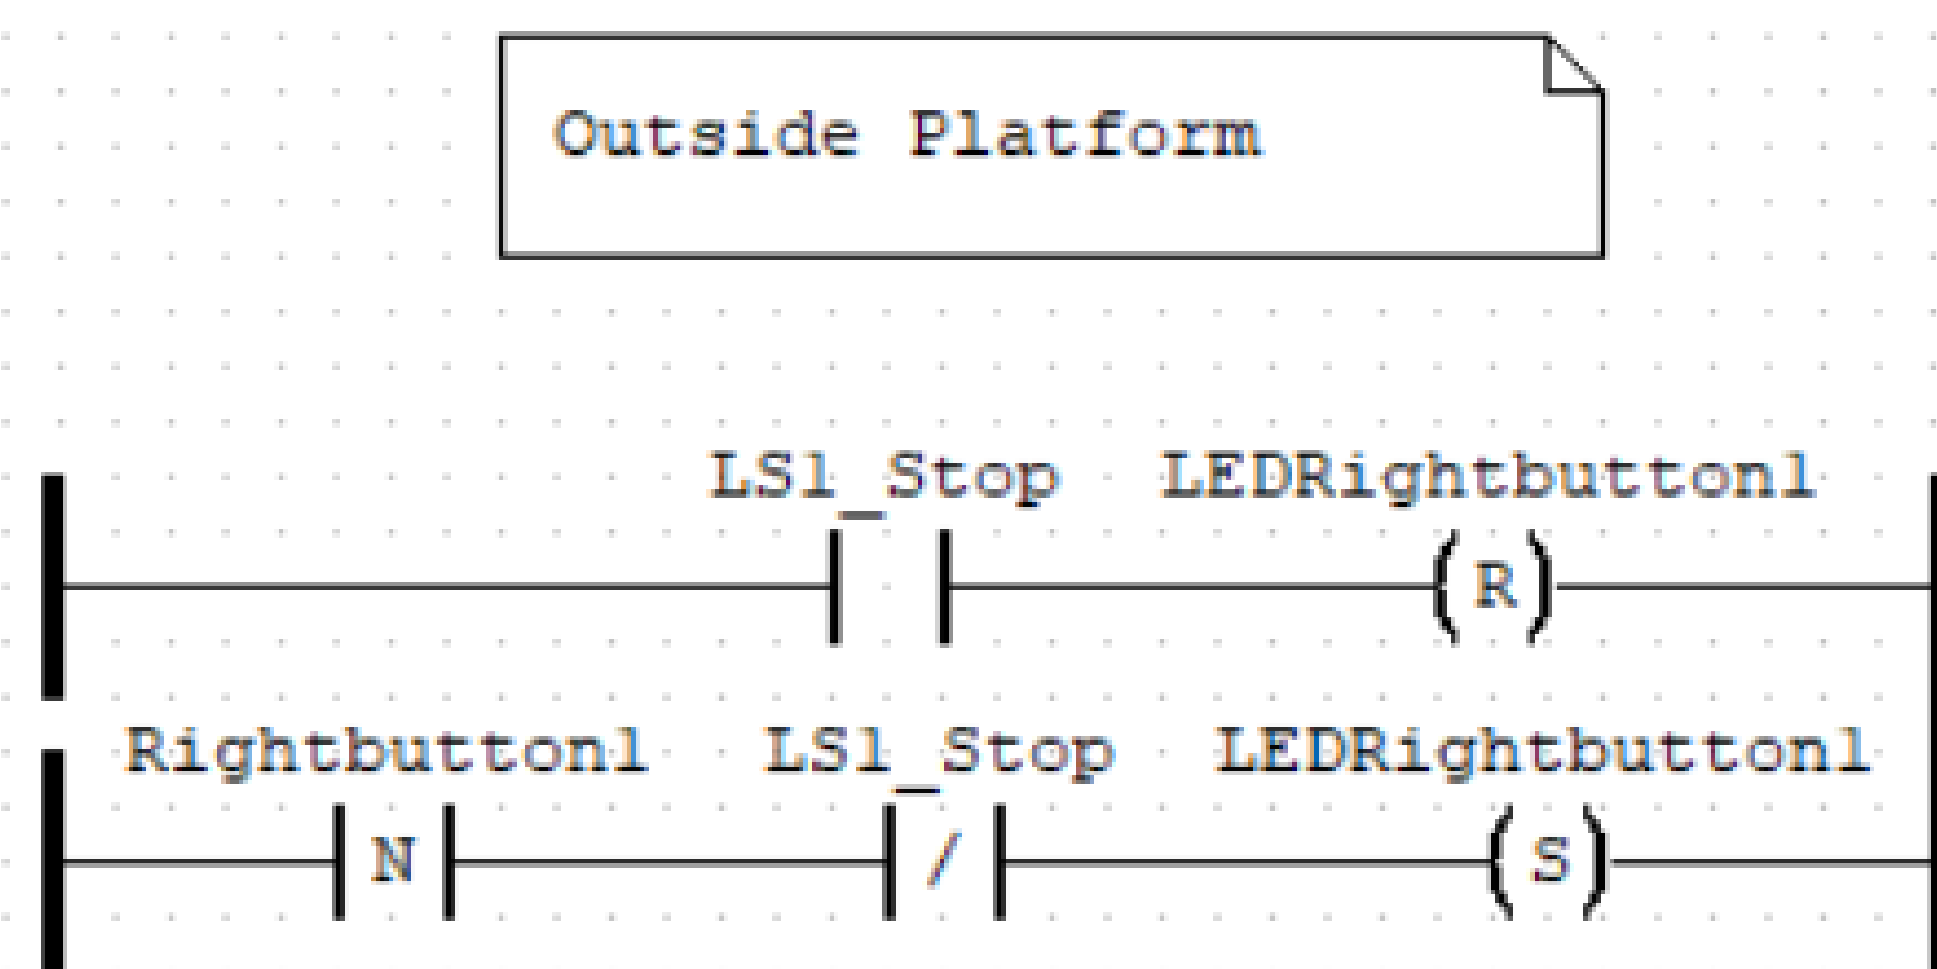 Outside Platform
LS1_Stop LEDRightbutton1
R
Rightbutton1 LS1_Stop LEDRightbutton1
N / S